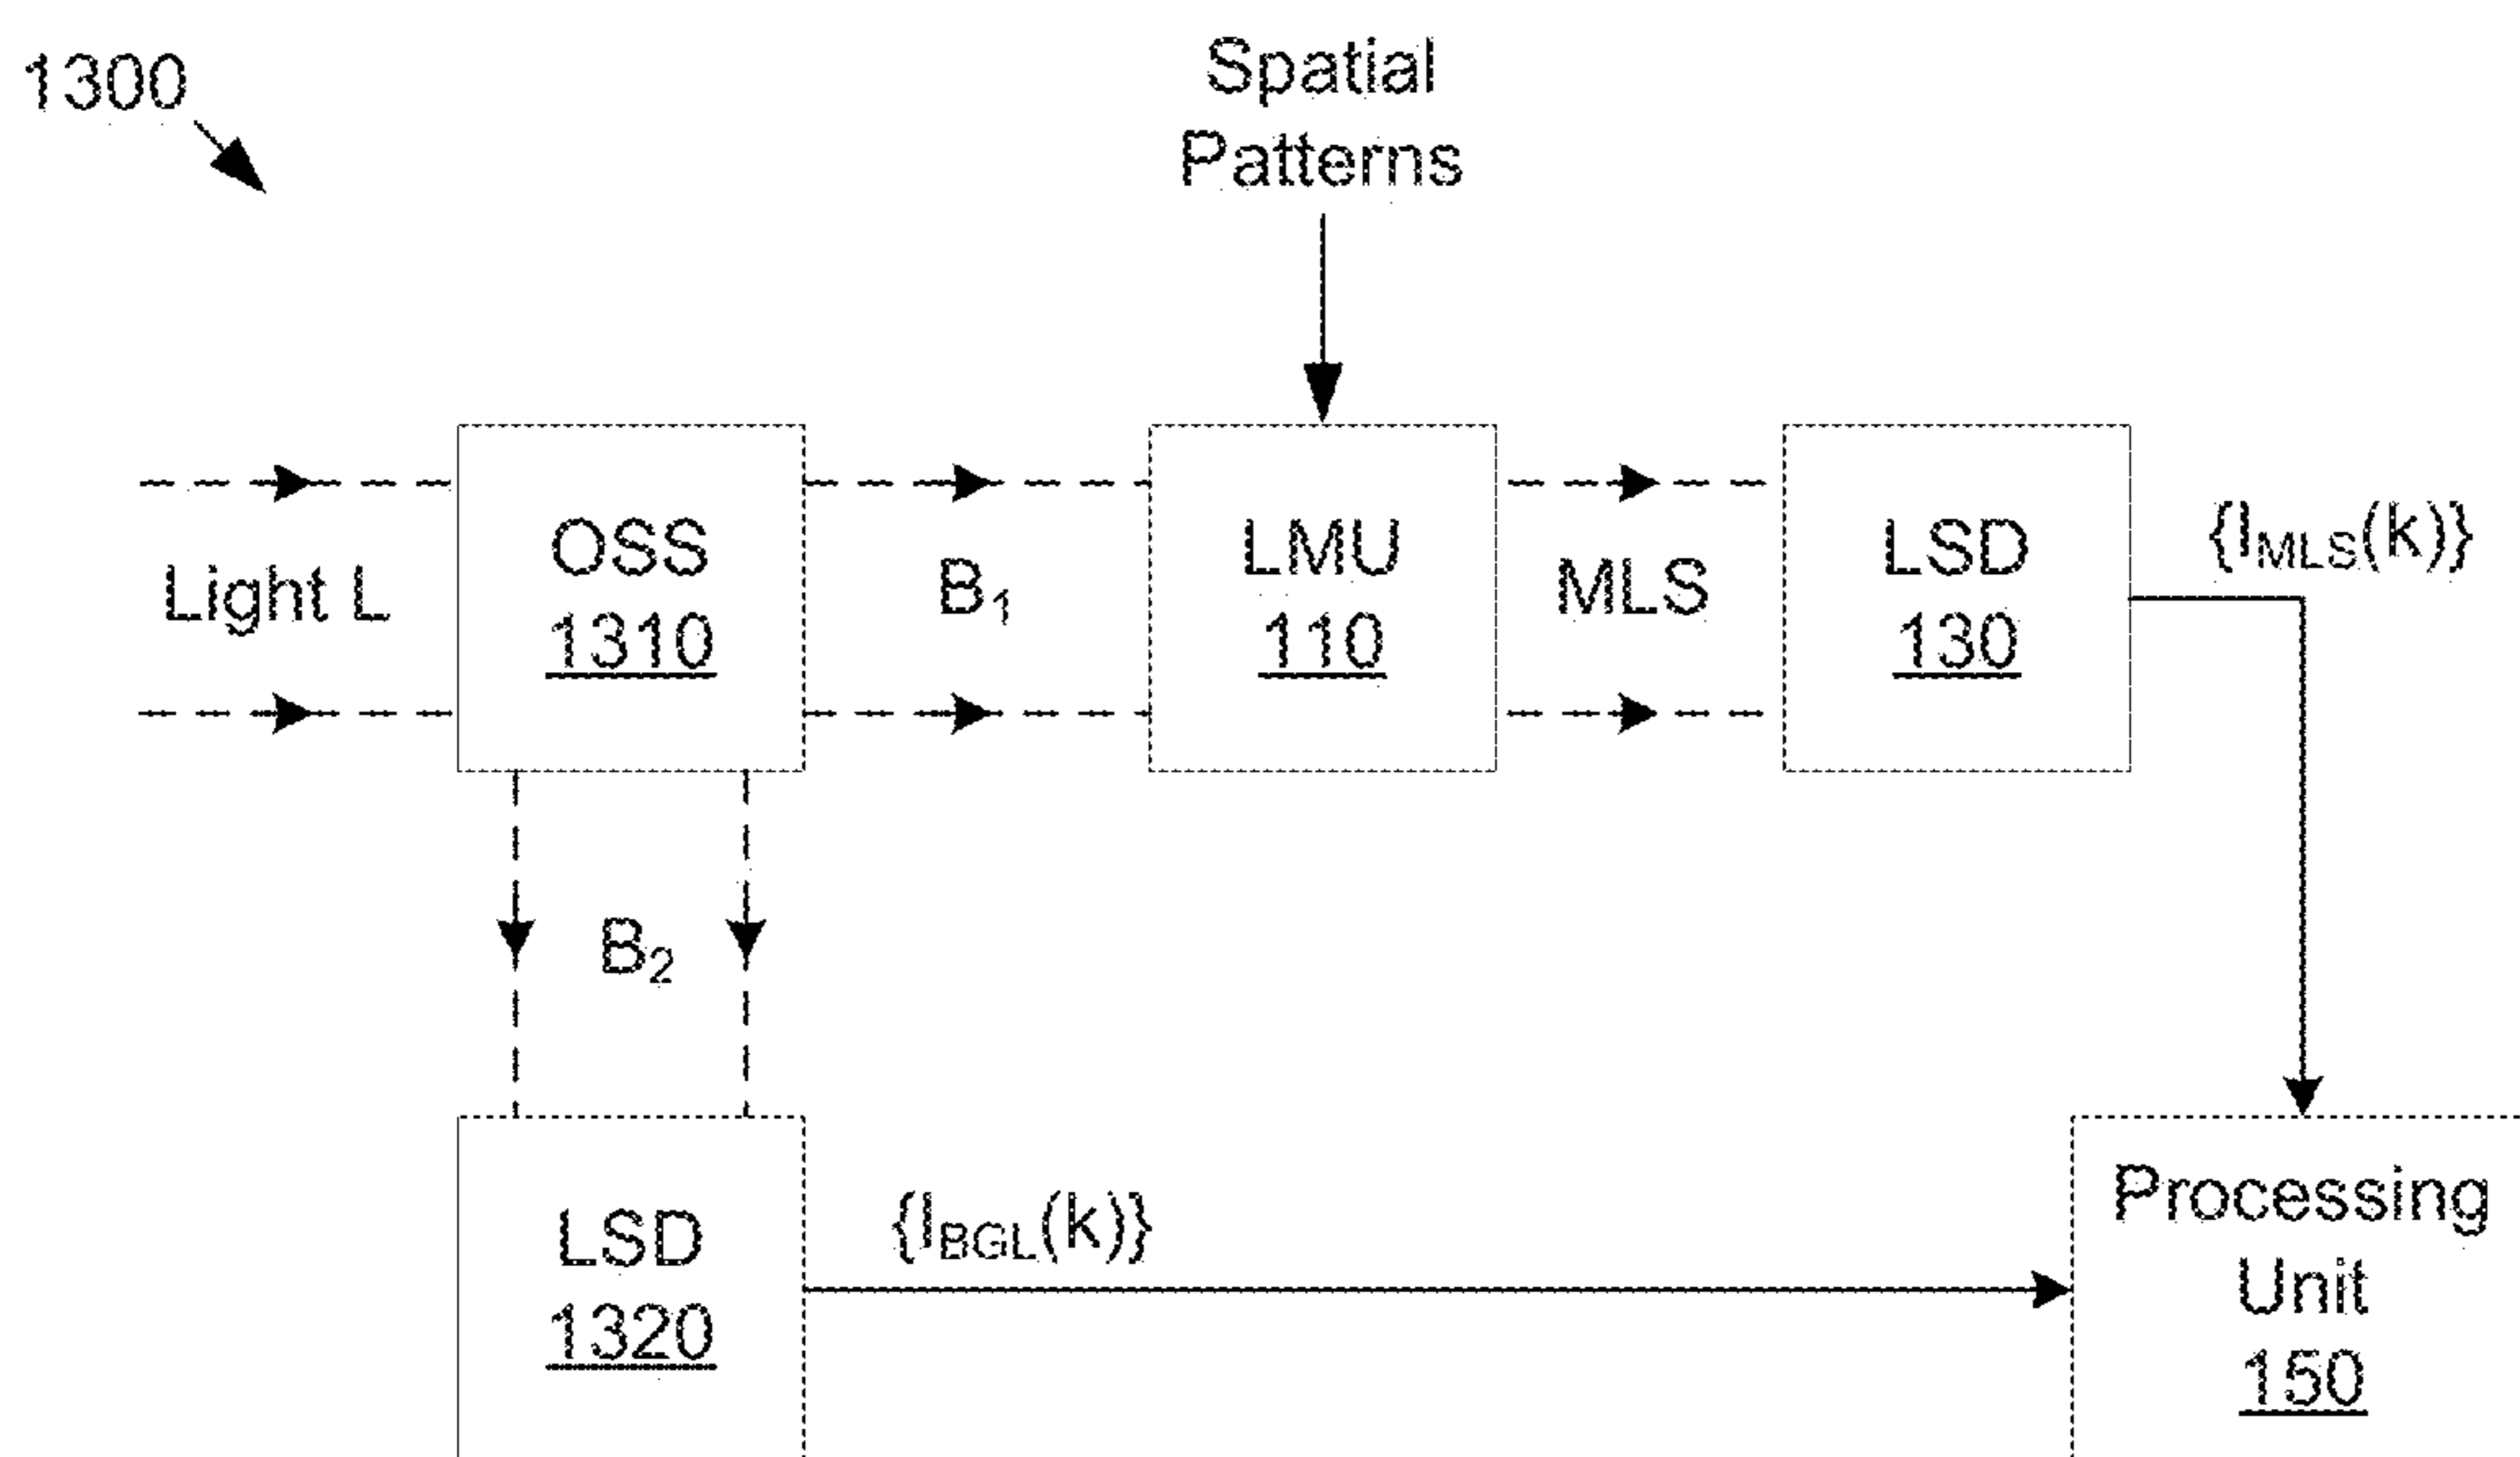 1300
Spatial
Patterns
Light L
OSS
1310
B1
LMU
110
MLS
LSD
130
{IMLS(k)}
B2
LSD
1320
{IBGL(k)}
Processing
Unit
150